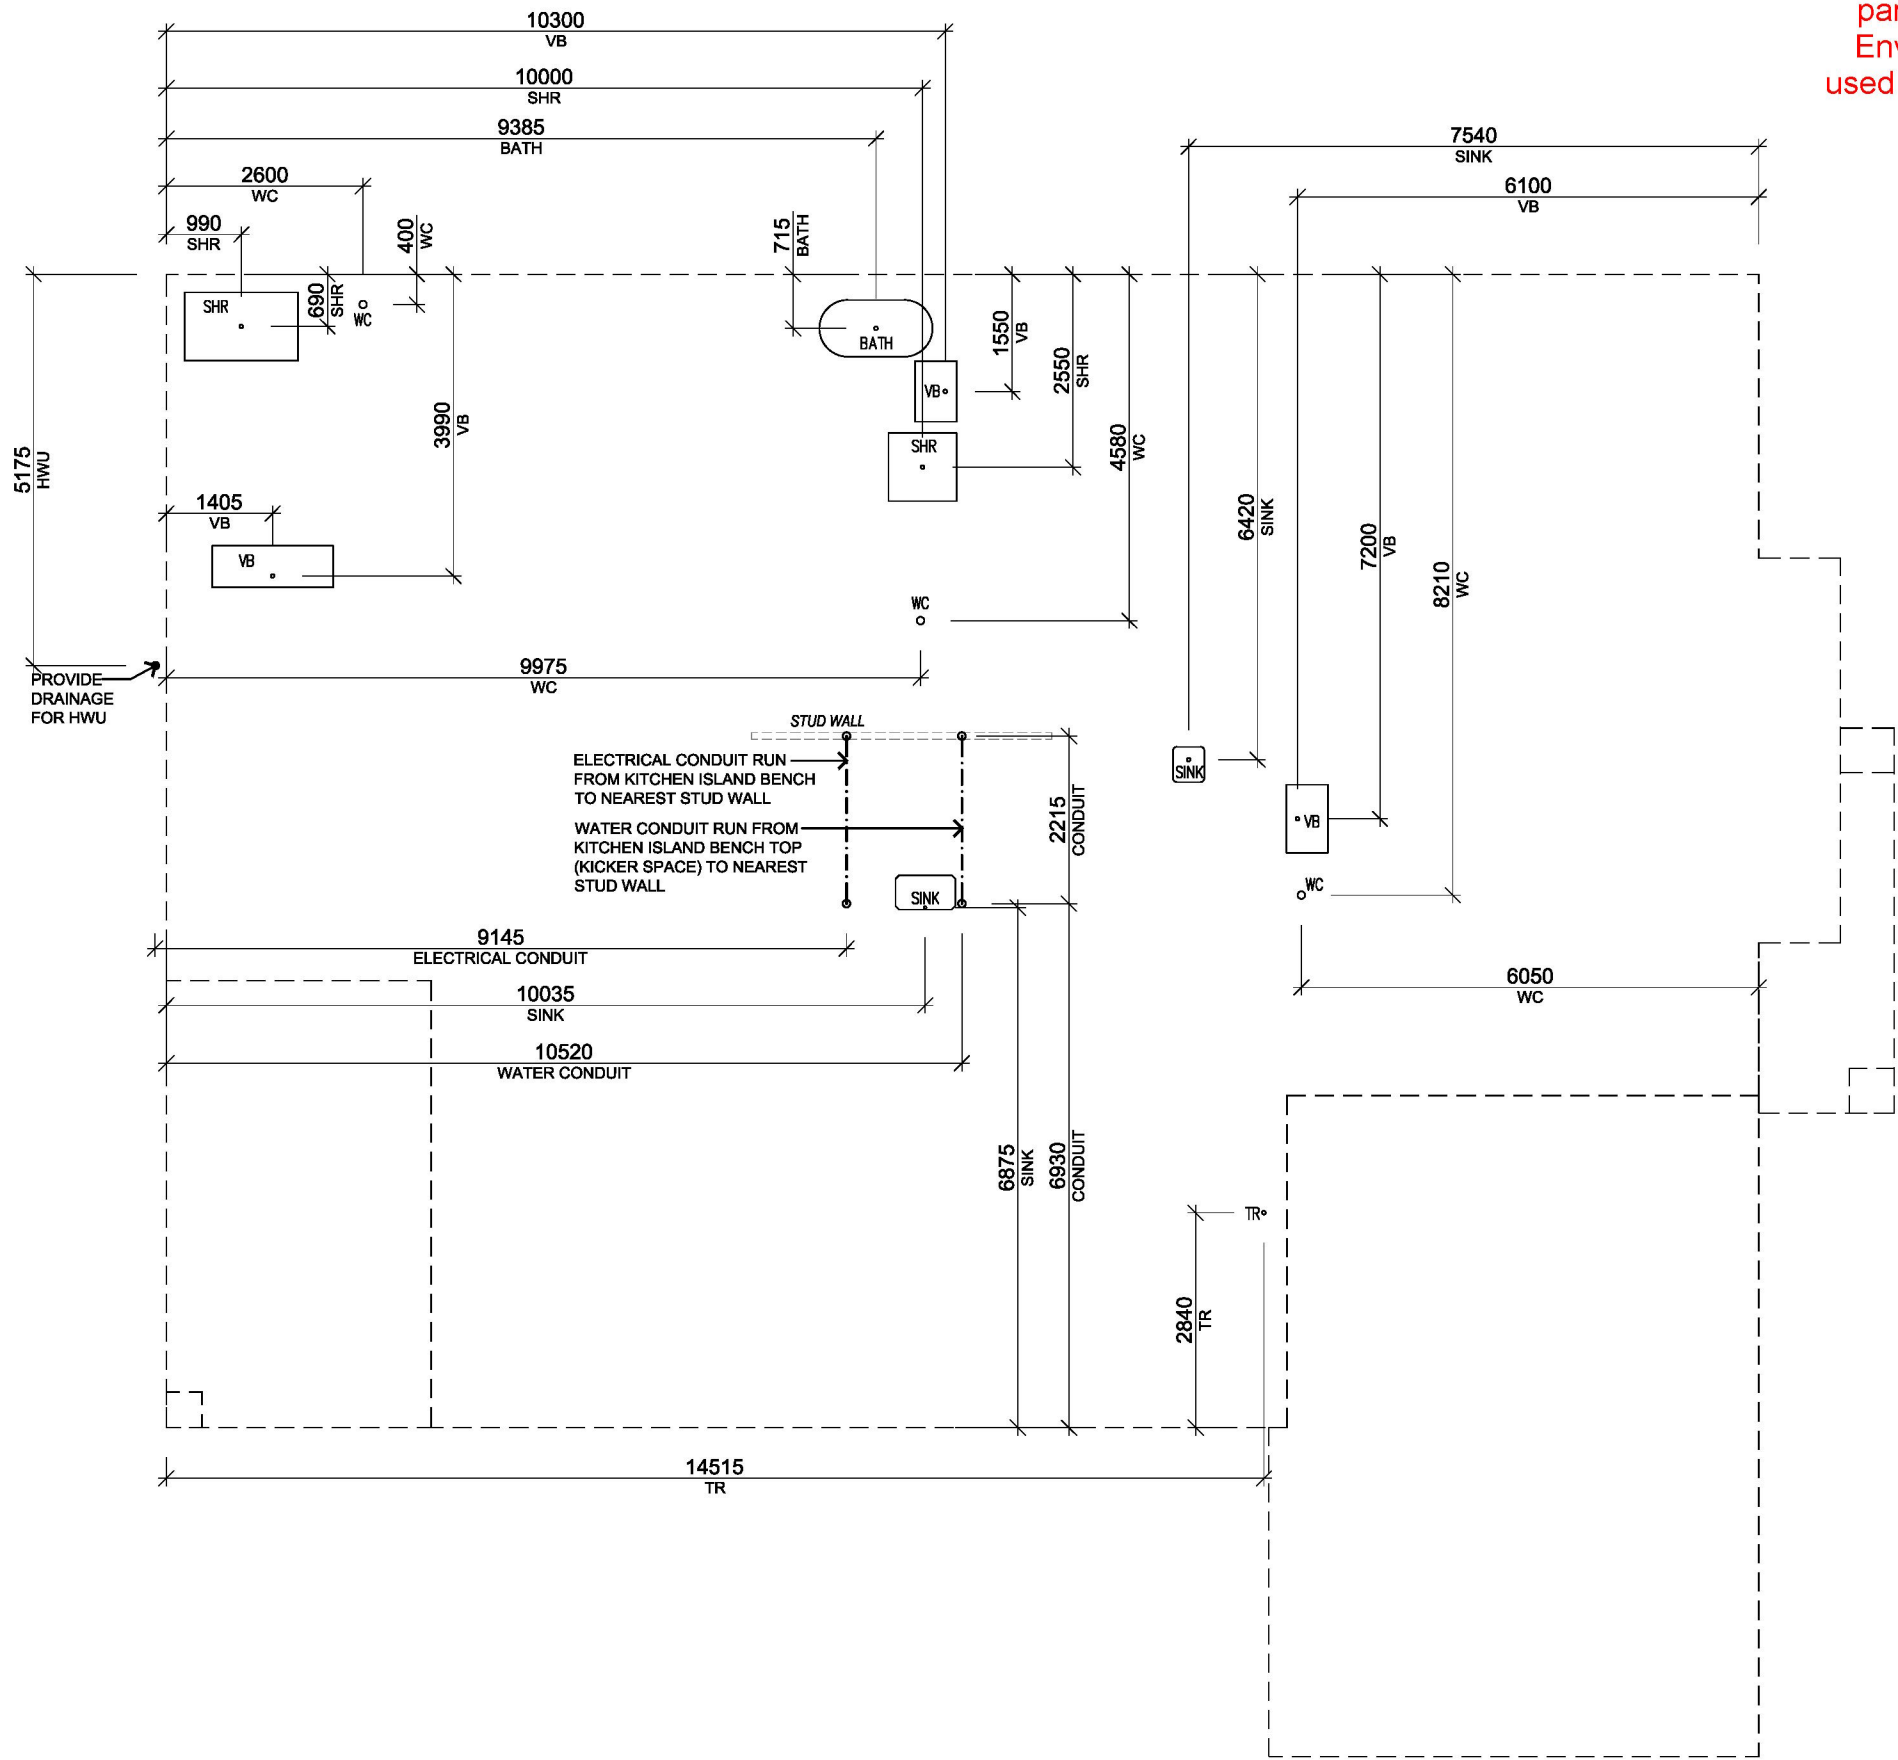 10300
VB
par
Env
used
10000
SHR
9385
BATH
7540
SINK
2600
WC
6100
VB
990
SHR
400
WC
715
BATH
SHR
690
SHR
WC
BATH
1550
VB
2550
SHR
VB
3990
VB
SHR
4580
WC
5175
HWU
1405
VB
6420
SINK
7200
VB
8210
WC
VB
WC
9975
WC
PROVIDE
DRAINAGE
FOR HWU
STUD WALL
ELECTRICAL CONDUIT RUN
FROM KITCHEN ISLAND BENCH
TO NEAREST STUD WALL
SINK
WATER CONDUIT RUN FROM
KITCHEN ISLAND BENCH TOP
(KICKER SPACE) TO NEAREST
STUD WALL
2215
CONDUIT
VB
SINK
WC
9145
ELECTRICAL CONDUIT
10035
SINK
6050
WC
10520
WATER CONDUIT
6875
SINK
6930
CONDUIT
TR
2840
TR
14515
TR